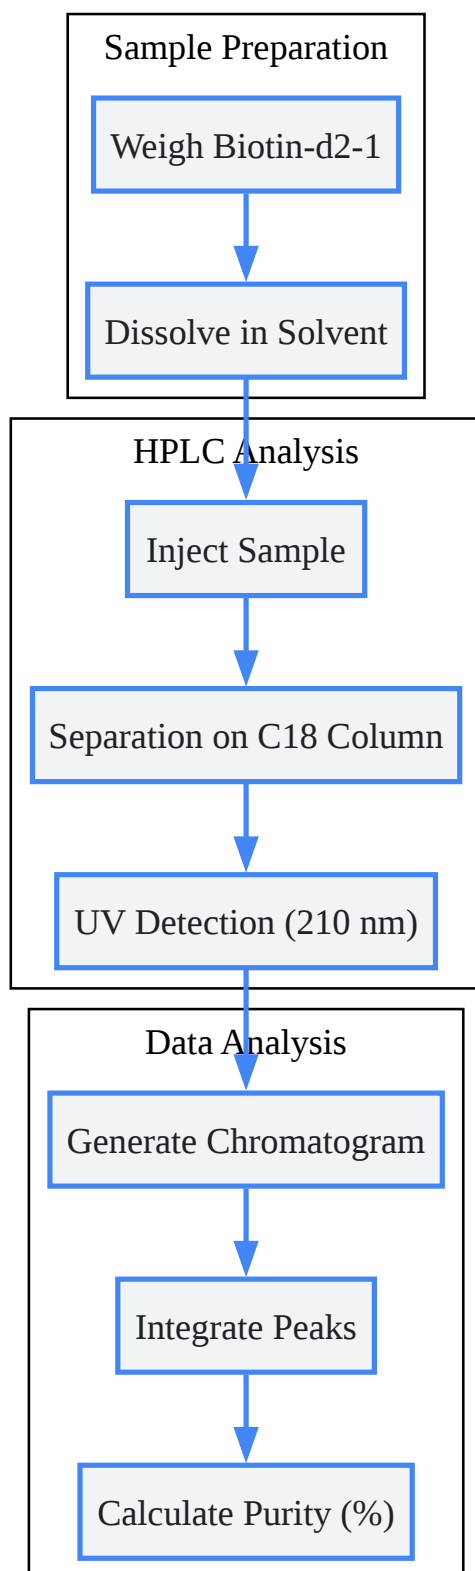 Sample Preparation
Weigh Biotin-d2-1
Dissolve in Solvent
HPLC Analysis
Inject Sample
Separation on C18 Column
UV Detection (210 nm)
Data Analysis
Generate Chromatogram
Integrate Peaks
Calculate Purity (%)